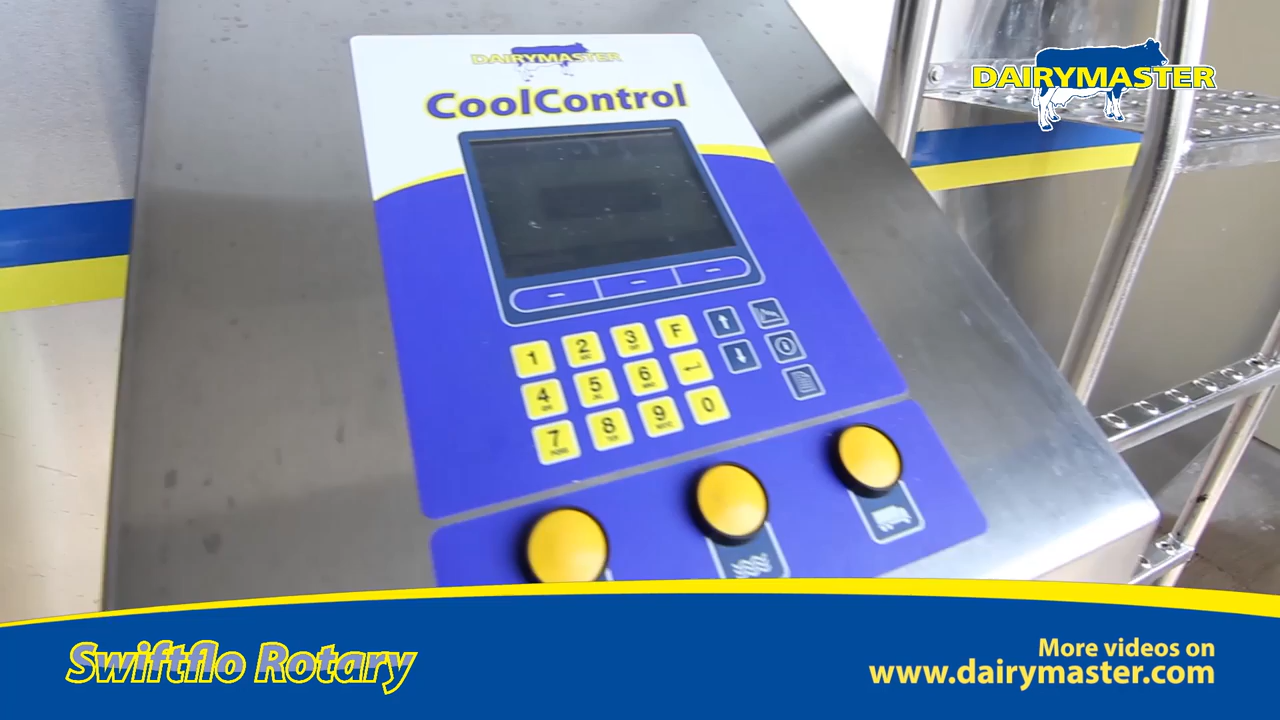 DAIRYMASTER
CoolControl
DAIRYMASTER
1 2 3 F
4 5 6
7 8 9 0
Swiftflo Rotary
More videos on
www.dairymaster.com